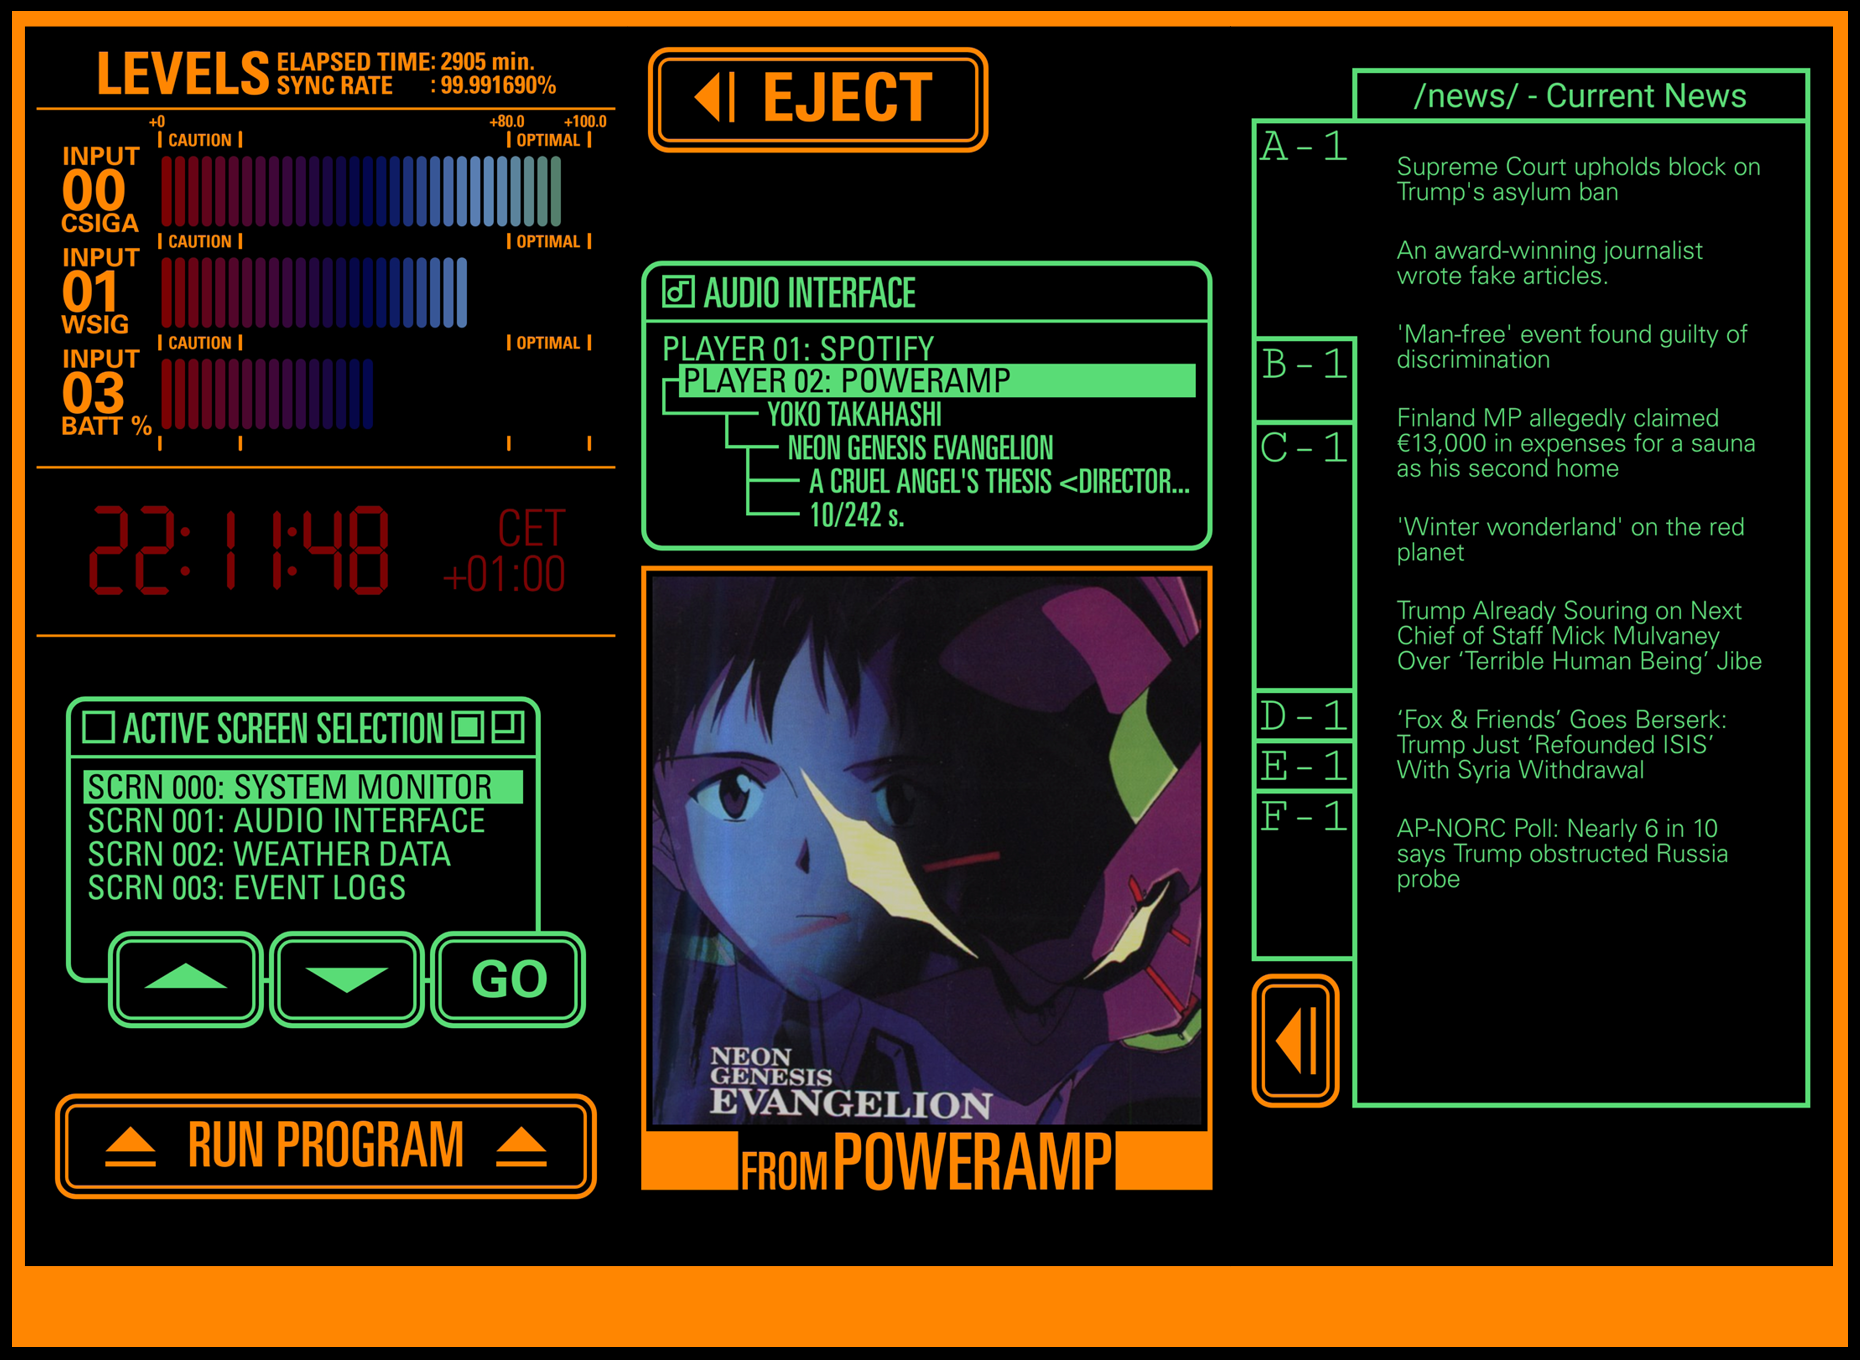 LEVELS
ELAPSED TIME: 2905 min.
SYNC RATE : 99.991690%
+0 +80.0 +100.0
CAUTION OPTIMAL
INPUT
00
CSIGA
CAUTION OPTIMAL
INPUT
01
WSIG
CAUTION OPTIMAL
INPUT
03
BATT %
22:11:48
CET
+01:00
ACTIVE SCREEN SELECTION
SCRN 000: SYSTEM MONITOR
SCRN 001: AUDIO INTERFACE
SCRN 002: WEATHER DATA
SCRN 003: EVENT LOGS
GO
RUN PROGRAM
EJECT
AUDIO INTERFACE
PLAYER 01: SPOTIFY
PLAYER 02: POWERAMP
YOKO TAKAHASHI
NEON GENESIS EVANGELION
A CRUEL ANGEL'S THESIS <DIRECTOR...
10/242 s.
NEON
GENESIS
EVANGELION
FROM POWERAMP
/news/ - Current News
A-1
B-1
C-1
D-1
E-1
F-1
Supreme Court upholds block on
Trump's asylum ban
An award-winning journalist
wrote fake articles.
'Man-free' event found guilty of
discrimination
Finland MP allegedly claimed
€13,000 in expenses for a sauna
as his second home
'Winter wonderland' on the red
planet
Trump Already Souring on Next
Chief of Staff Mick Mulvaney
Over ‘Terrible Human Being’ Jibe
‘Fox & Friends’ Goes Berserk:
Trump Just ‘Refounded ISIS’
With Syria Withdrawal
AP-NORC Poll: Nearly 6 in 10
says Trump obstructed Russia
probe